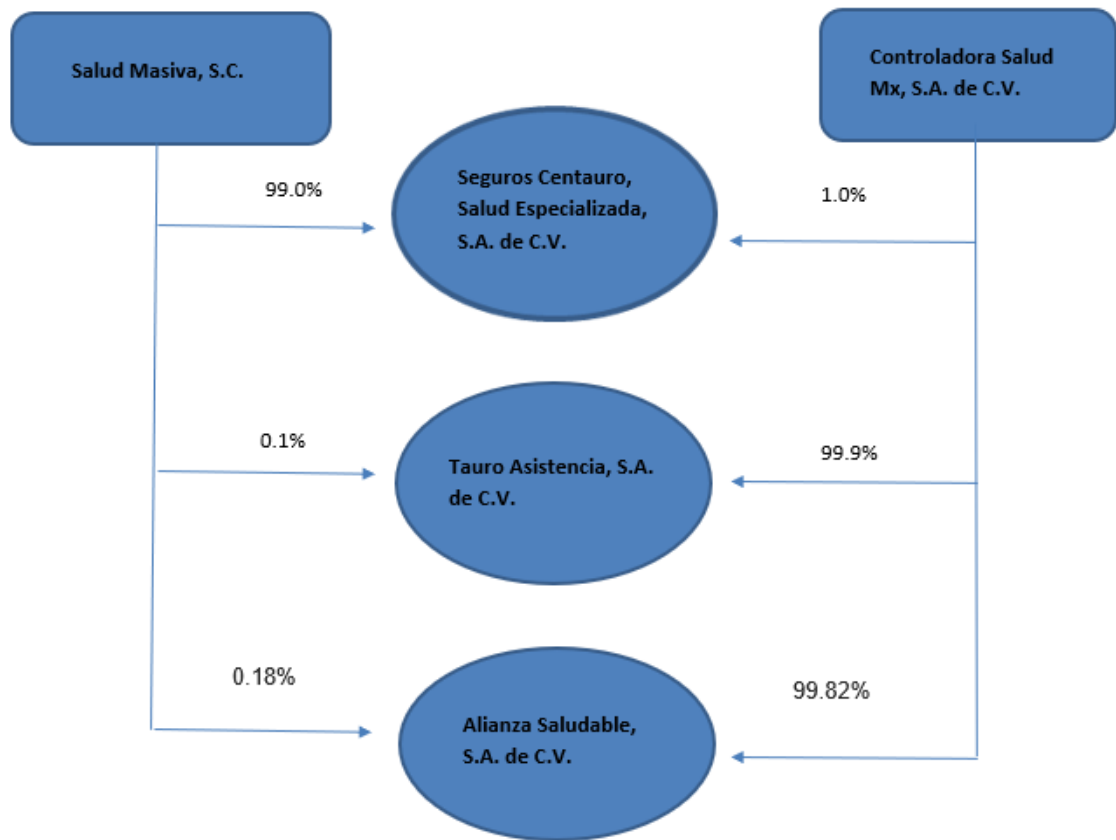 Salud Masiva, S.C.
Controladora Salud
Mx, S.A. de C.V.
99.0%
Seguros Centauro,
Salud Especializada,
S.A. de C.V.
1.0%
0.1%
Tauro Asistencia, S.A.
de C.V.
99.9%
0.18%
Alianza Saludable,
S.A. de C.V.
99.82%